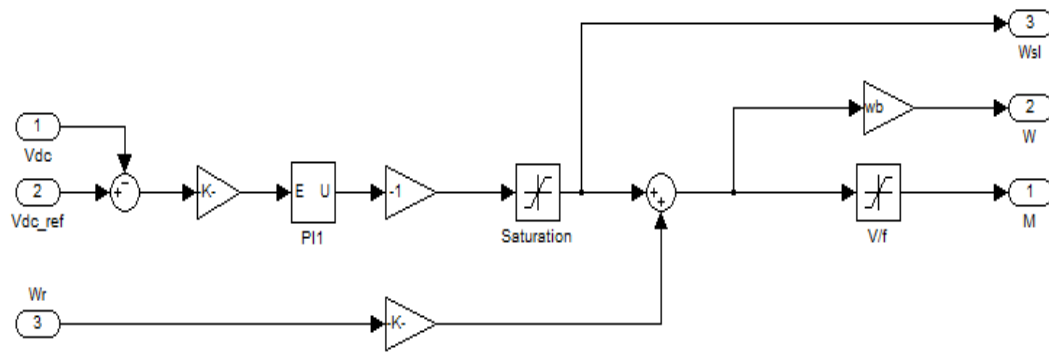 3
Wsl
wb
2
W
1
Vdc
2
Vdc_ref
+
−
K-
E U
PI1
-1
Saturation
+
+
V/f
1
M
Wr
3
-K-